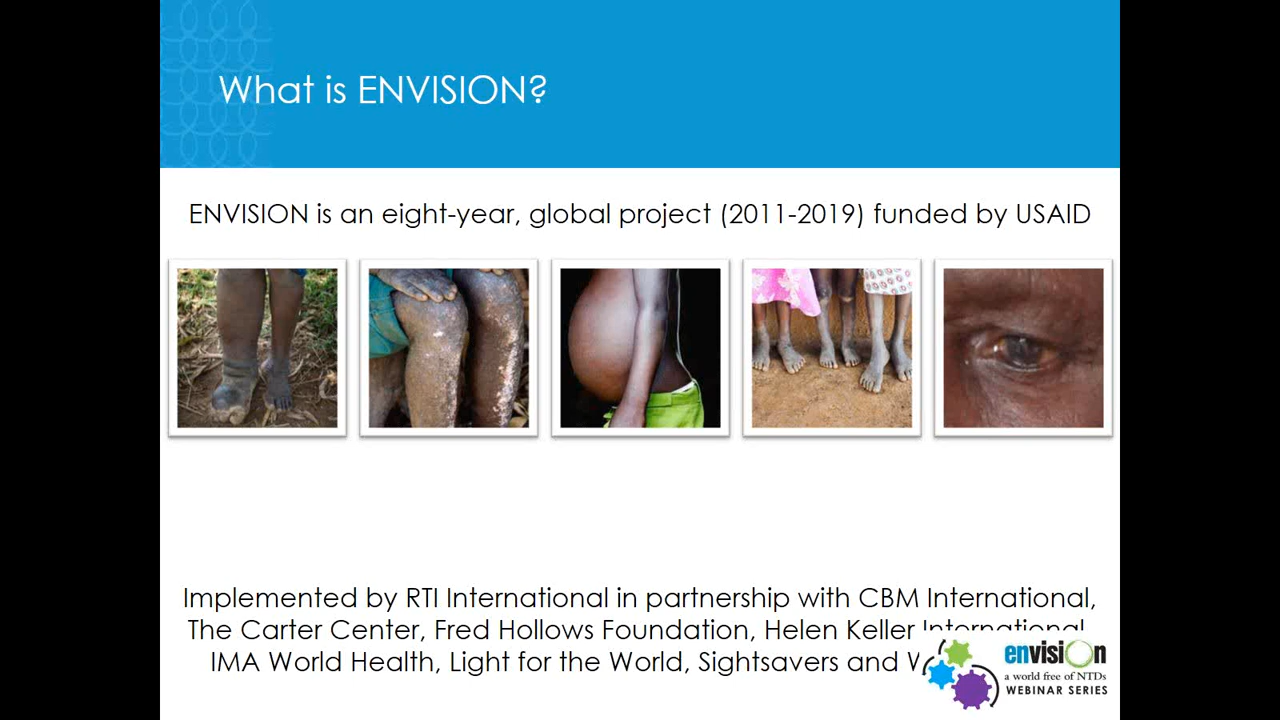 What is ENVISION?
ENVISION is an eight-year, global project (2011-2019) funded by USAID
Implemented by RTI International in partnership with CBM International,
The Carter Center, Fred Hollows Foundation, Helen Keller International
IMA World Health, Light for the World, Sightsavers and
envision
a world free of NTDs
WEBINAR SERIES